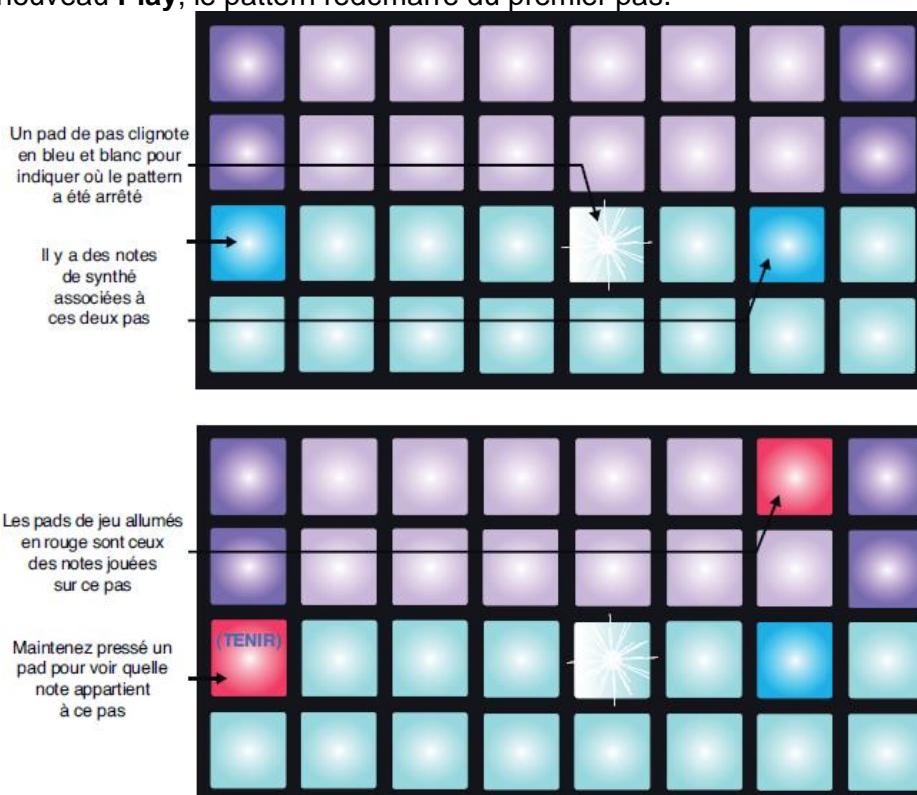 nouveau Play, le pattern redémarre du premier pas.
Un pad de pas clignote
en bleu et blanc pour
indiquer où le pattern
a été arrêté
Il y a des notes
de synthé
associées à
ces deux pas
Les pads de jeu allumés
en rouge sont ceux
des notes jouées
sur ce pas
(TENIR)
Maintenez pressé un
pad pour voir quelle
note appartient
à ce pas